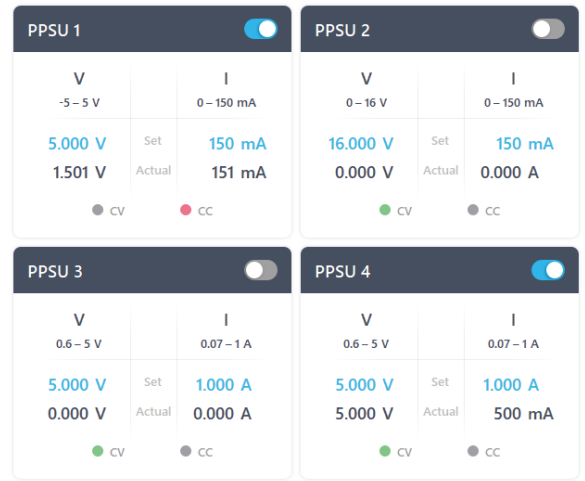 PPSU 1
V I
-5 – 5 V 0 – 150 mA
5.000 V Set 150 mA
1.501 V Actual 151 mA
CV CC
PPSU 2
V I
0 – 16 V 0 – 150 mA
16.000 V Set 150 mA
0.000 V Actual 0.000 A
CV CC
PPSU 3
V I
0.6 – 5 V 0.07 – 1 A
5.000 V Set 1.000 A
0.000 V Actual 0.000 A
CV CC
PPSU 4
V I
0.6 – 5 V 0.07 – 1 A
5.000 V Set 1.000 A
5.000 V Actual 500 mA
CV CC